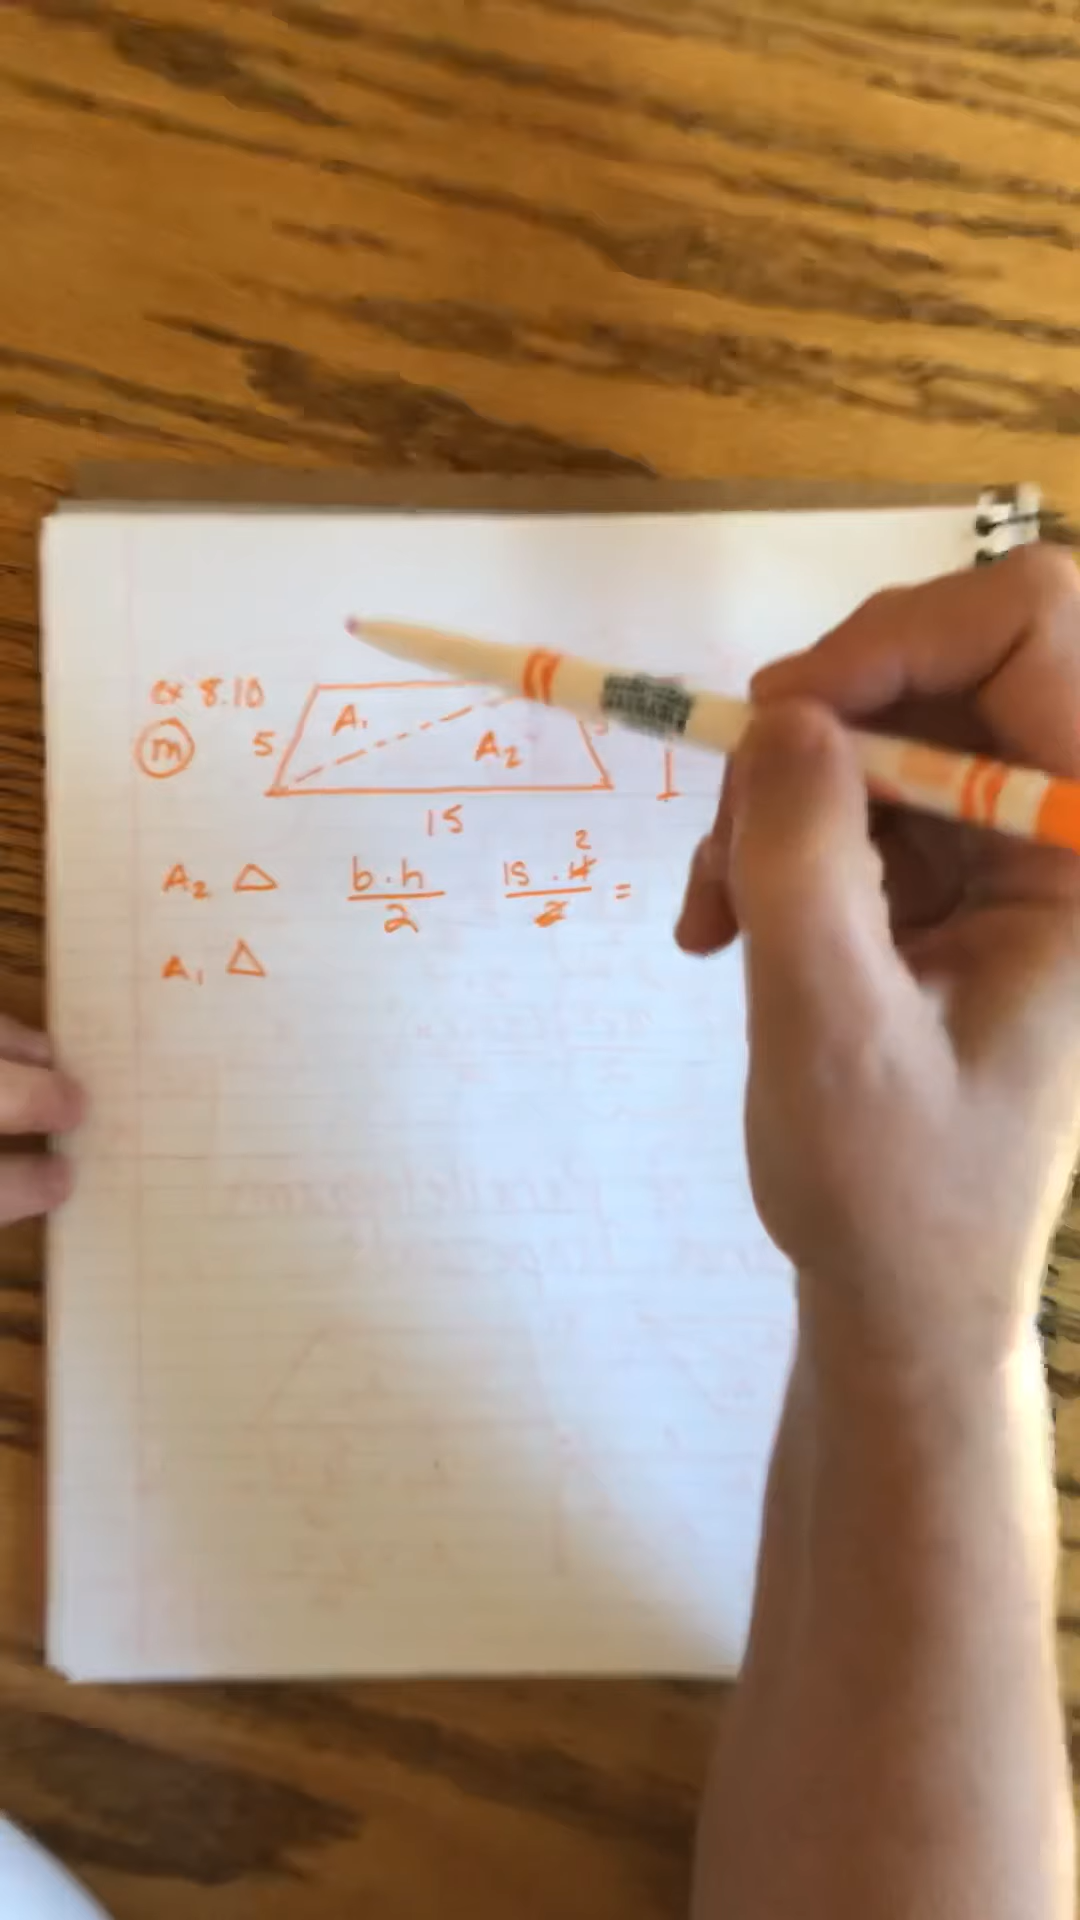 ex 8.10
m
5
A₁
A₂
15
A₂ △ b·h/2 15·4/2 = 2
A₁ △